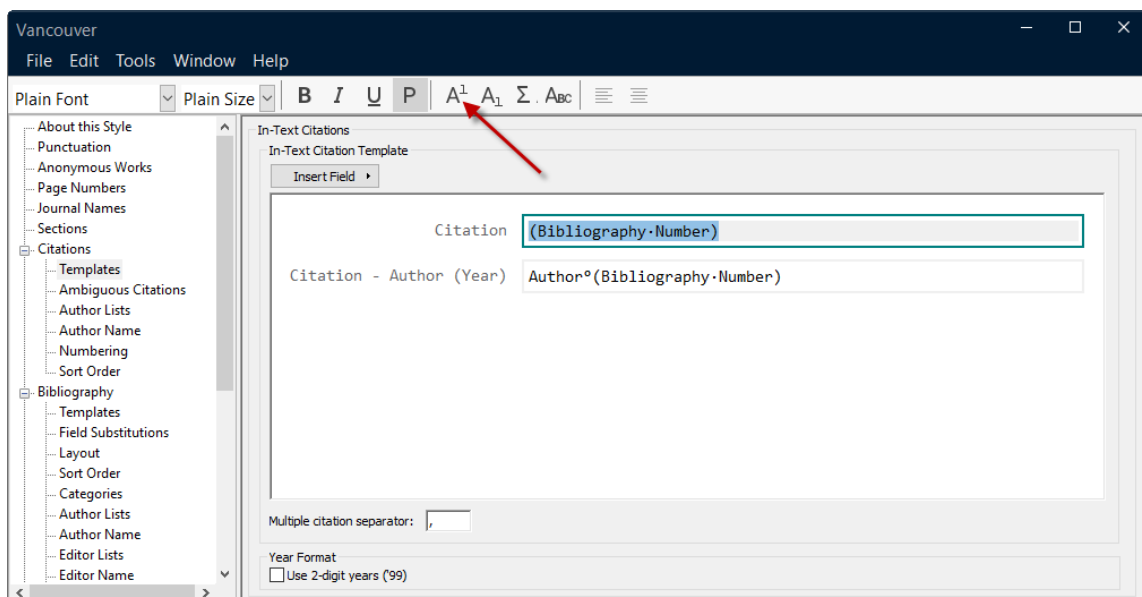 Vancouver
File Edit Tools Window Help
Plain Font Plain Size B I U P A¹ A₁ Σ . ABC
About this Style
Punctuation
Anonymous Works
Page Numbers
Journal Names
Sections
Citations
Templates
Ambiguous Citations
Author Lists
Author Name
Numbering
Sort Order
Bibliography
Templates
Field Substitutions
Layout
Sort Order
Categories
Author Lists
Author Name
Editor Lists
Editor Name
In-Text Citations
In-Text Citation Template
Insert Field
Citation (Bibliography·Number)
Citation - Author (Year) Authorº(Bibliography·Number)
Multiple citation separator: ,
Year Format
Use 2-digit years ('99)